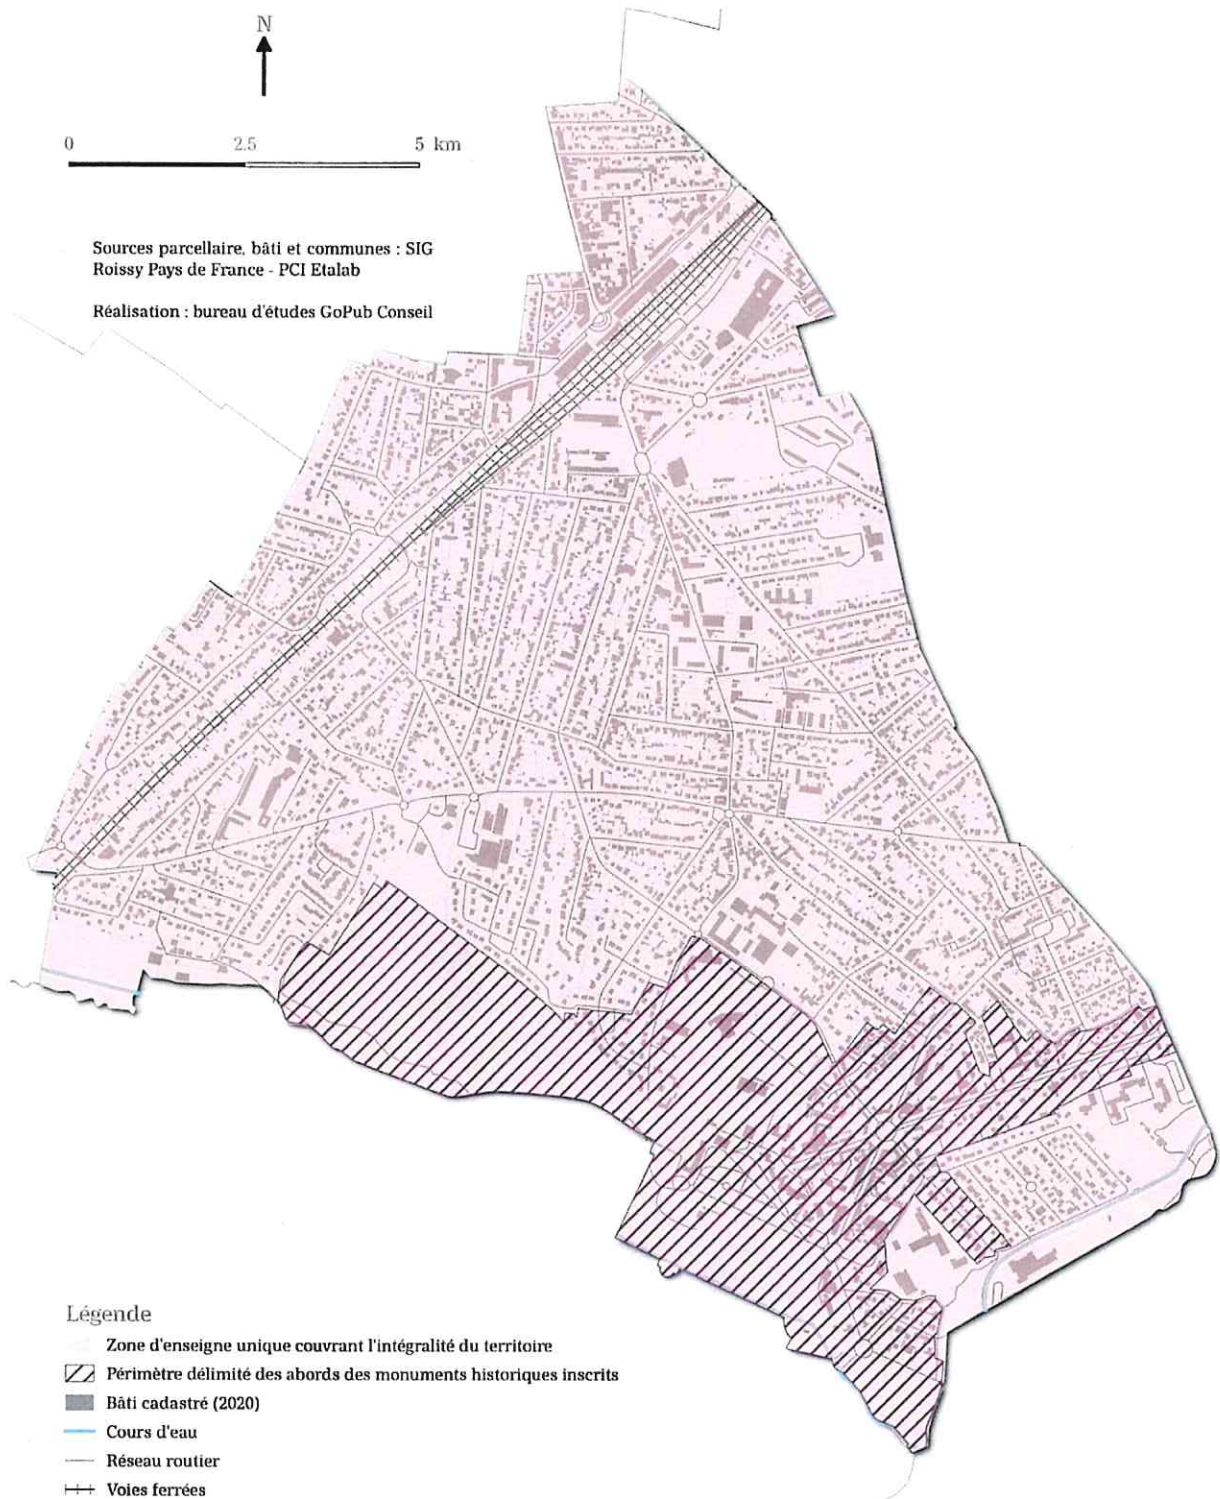 N
0 2.5 5 km
Sources parcellaire, bâti et communes : SIG
Roissy Pays de France - PCI Etalab
Réalisation : bureau d'études GoPub Conseil
Légende
Zone d'enseigne unique couvrant l'intégralité du territoire
Périmètre délimité des abords des monuments historiques inscrits
Bâti cadastré (2020)
Cours d'eau
Réseau routier
Voies ferrées